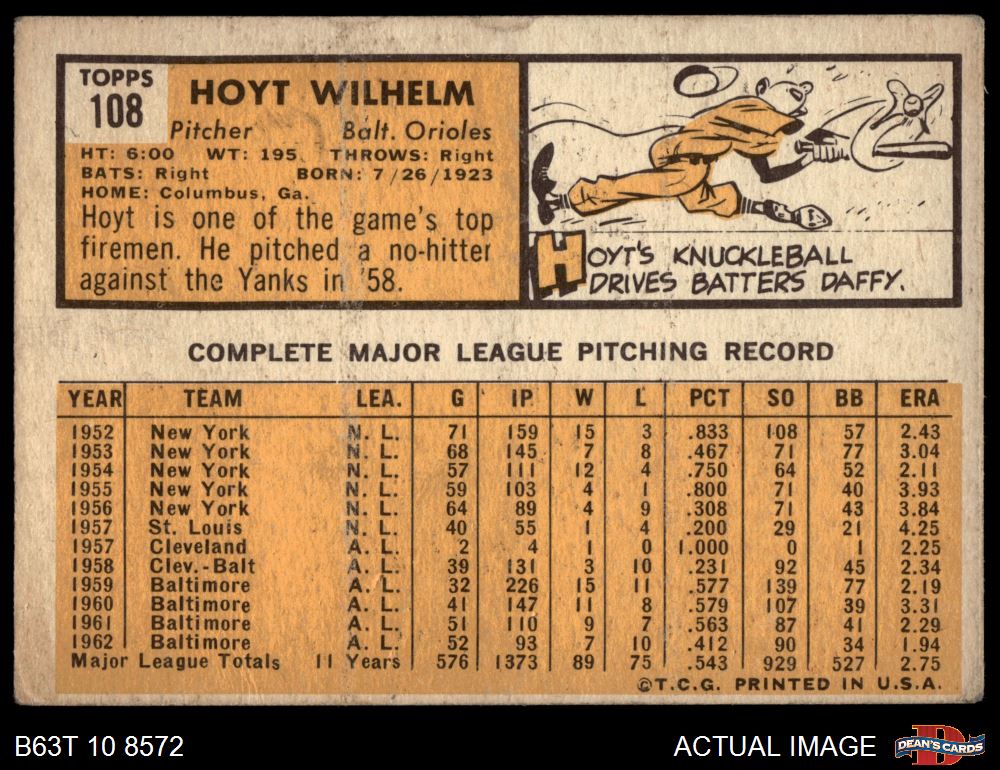 TOPPS
108
HOYT WILHELM
Pitcher Balt. Orioles
HT: 6:00 WT: 195 THROWS: Right
BATS: Right BORN: 7/26/1923
HOME: Columbus, Ga.
Hoyt is one of the game's top
firemen. He pitched a no-hitter
against the Yanks in '58.
HOYT'S KNUCKLEBALL
DRIVES BATTERS DAFFY.
COMPLETE MAJOR LEAGUE PITCHING RECORD
YEAR TEAM LEA. G IP W L PCT SO BB ERA
1952 New York N. L. 71 159 15 3 .833 108 57 2.43
1953 New York N. L. 68 145 7 8 .467 71 77 3.04
1954 New York N. L. 57 111 12 4 .750 64 52 2.11
1955 New York N. L. 59 103 4 1 .800 71 40 3.93
1956 New York N. L. 64 89 4 9 .308 71 43 3.84
1957 St. Louis N. L. 40 55 1 4 .200 29 21 4.25
1957 Cleveland A. L. 2 4 1 0 1.000 0 1 2.25
1958 Clev.-Balt A. L. 39 131 3 10 .231 92 45 2.34
1959 Baltimore A. L. 32 226 15 11 .577 139 77 2.19
1960 Baltimore A. L. 41 147 11 8 .579 107 39 3.31
1961 Baltimore A. L. 51 110 9 7 .563 87 41 2.29
1962 Baltimore A. L. 52 93 7 10 .412 90 34 1.94
Major League Totals 11 Years 576 1373 89 75 .543 929 527 2.75
©T.C.G. PRINTED IN U.S.A.
B63T 10 8572
ACTUAL IMAGE
D
DEAN'S CARDS